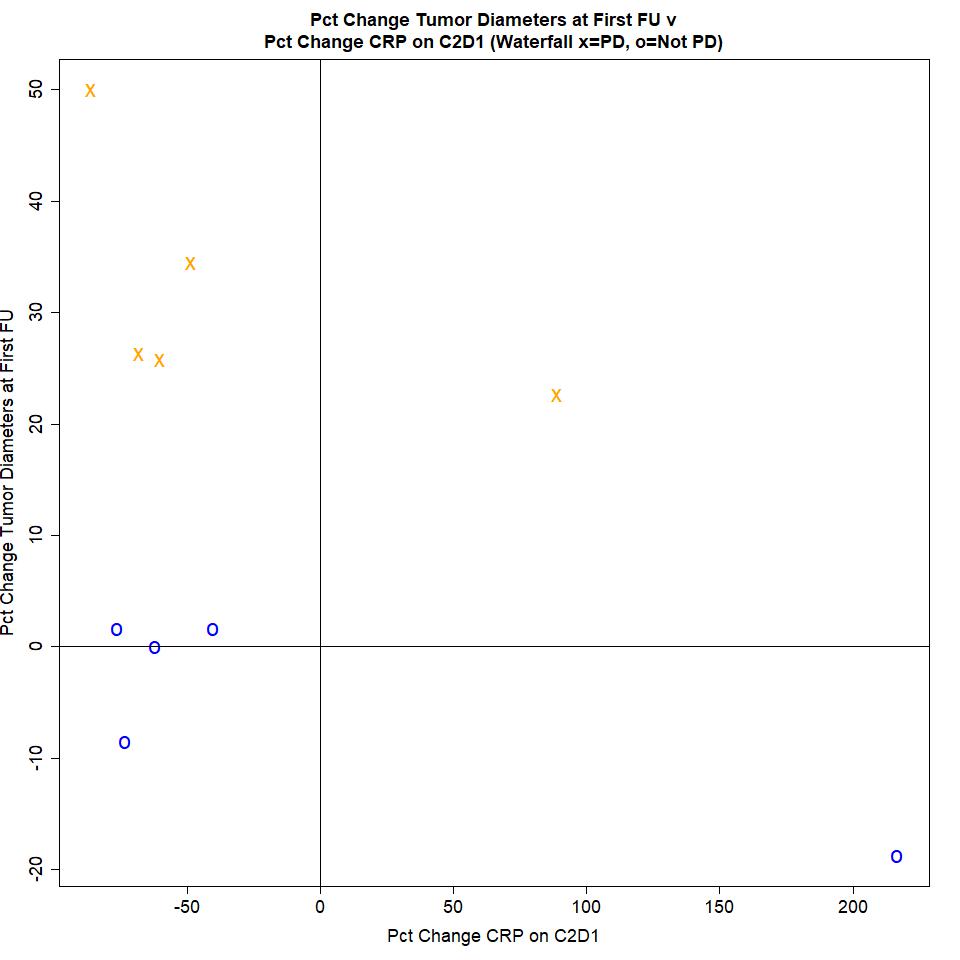 Pct Change Tumor Diameters at First FU v
Pct Change CRP on C2D1 (Waterfall x=PD, o=Not PD)
Pct Change Tumor Diameters at First FU
50
40
30
20
10
0
-10
-20
x
x
x
x
x
o
o
o
o
o
-50
0
50
100
150
200
Pct Change CRP on C2D1